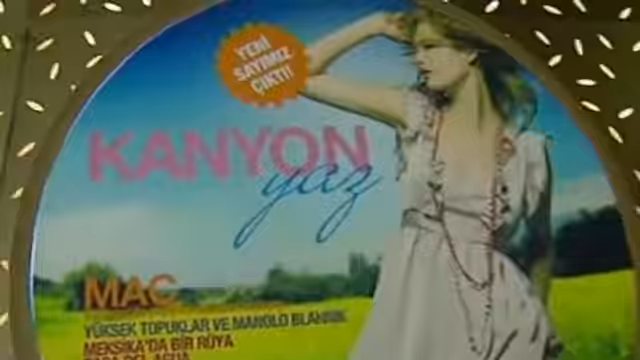 YENİ
SAYIMIZ
ÇIKTI!
KANYON
yaz
MAC
YÜKSEK TOPUKLAR VE MANOLO BLAHNIK
MEKSİKA'DA BİR RÜYA